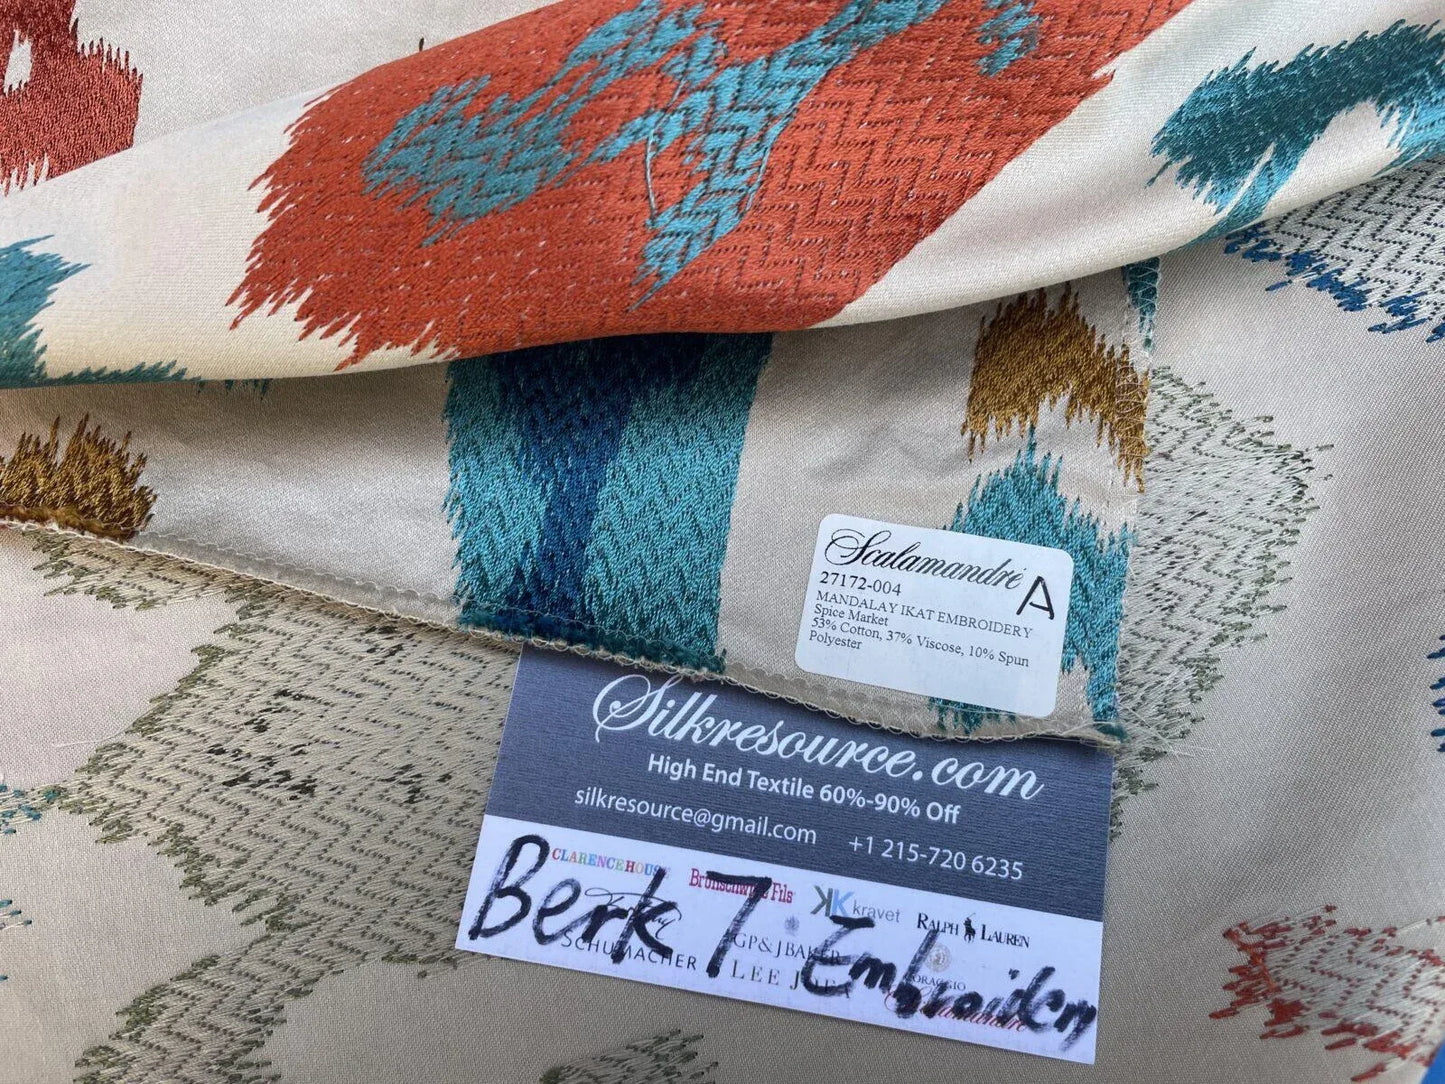 Scalamandré
27172-004 A
MANDALAY IKAT EMBROIDERY
Spice Market
53% Cotton, 37% Viscose, 10% Spun
Polyester
Silkresource.com
High End Textile 60%-90% Off
silkresource@gmail.com +1 215-720 6235
CLARENCE HOUSE Brunschwig & Fils kravet RALPH LAUREN
Berk 7 Embroidery
SCHUMACHER GP & J BAKER LEE JOFA
Scalamandré